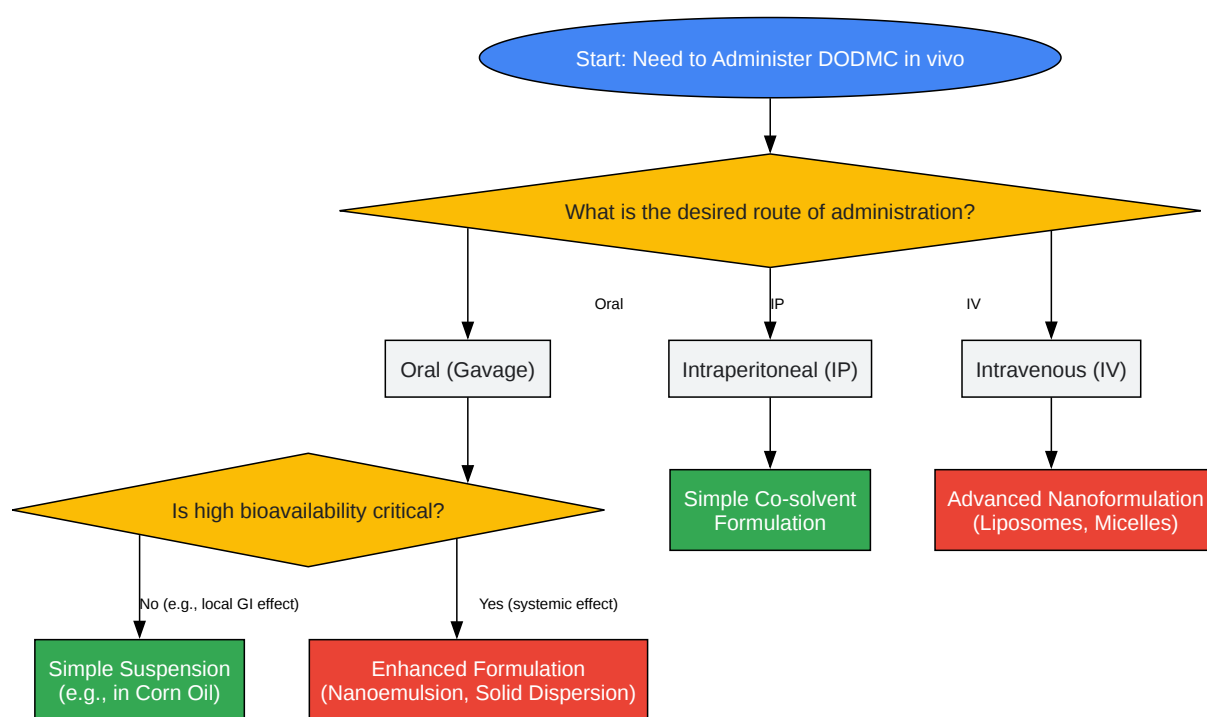 Start: Need to Administer DODMC in vivo
What is the desired route of administration?
Oral
IP
IV
Oral (Gavage)
Intraperitoneal (IP)
Intravenous (IV)
Is high bioavailability critical?
Simple Co-solvent
Formulation
Advanced Nanoformulation
(Liposomes, Micelles)
No (e.g., local GI effect)
Yes (systemic effect)
Simple Suspension
(e.g., in Corn Oil)
Enhanced Formulation
(Nanoemulsion, Solid Dispersion)